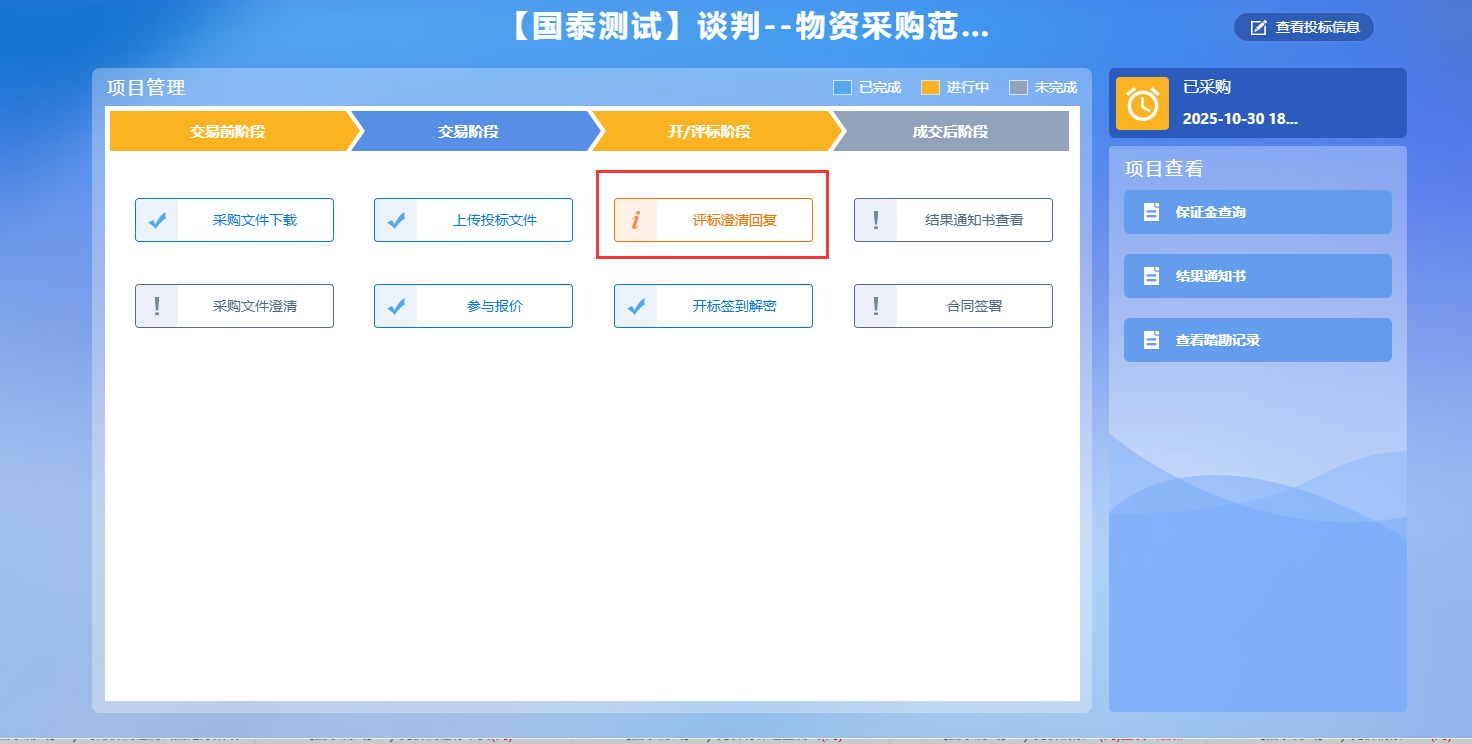 【国泰测试】谈判--物资采购范...
查看投标信息
项目管理
已完成
进行中
未完成
交易前阶段
交易阶段
开/评标阶段
成交后阶段
采购文件下载
上传投标文件
评标澄清回复
结果通知书查看
采购文件澄清
参与报价
开标签到解密
合同签署
已采购
2025-10-30 18...
项目查看
保证金查询
结果通知书
查看踏勘记录